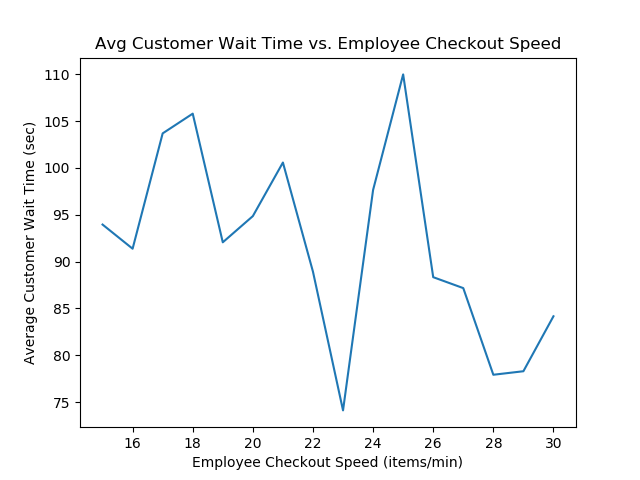 Avg Customer Wait Time vs. Employee Checkout Speed
110
105
100
95
90
85
80
75
Average Customer Wait Time (sec)
16 18 20 22 24 26 28 30
Employee Checkout Speed (items/min)